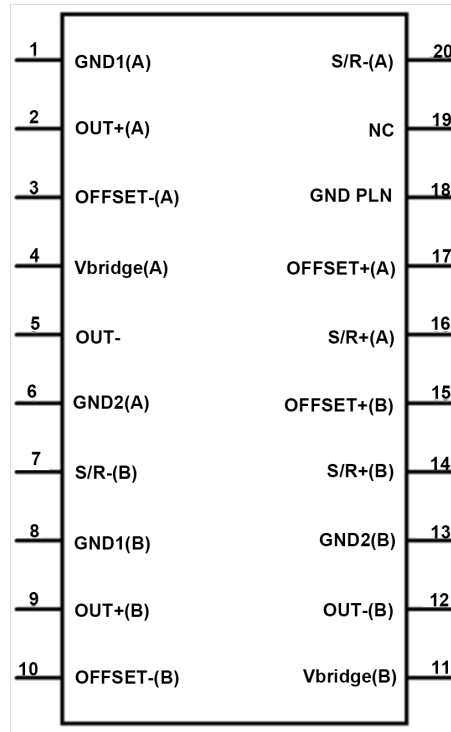 1 GND1(A) S/R-(A) 20
2 OUT+(A) NC 19
3 OFFSET-(A) GND PLN 18
4 Vbridge(A) OFFSET+(A) 17
5 OUT- S/R+(A) 16
6 GND2(A) OFFSET+(B) 15
7 S/R-(B) S/R+(B) 14
8 GND1(B) GND2(B) 13
9 OUT+(B) OUT-(B) 12
10 OFFSET-(B) Vbridge(B) 11